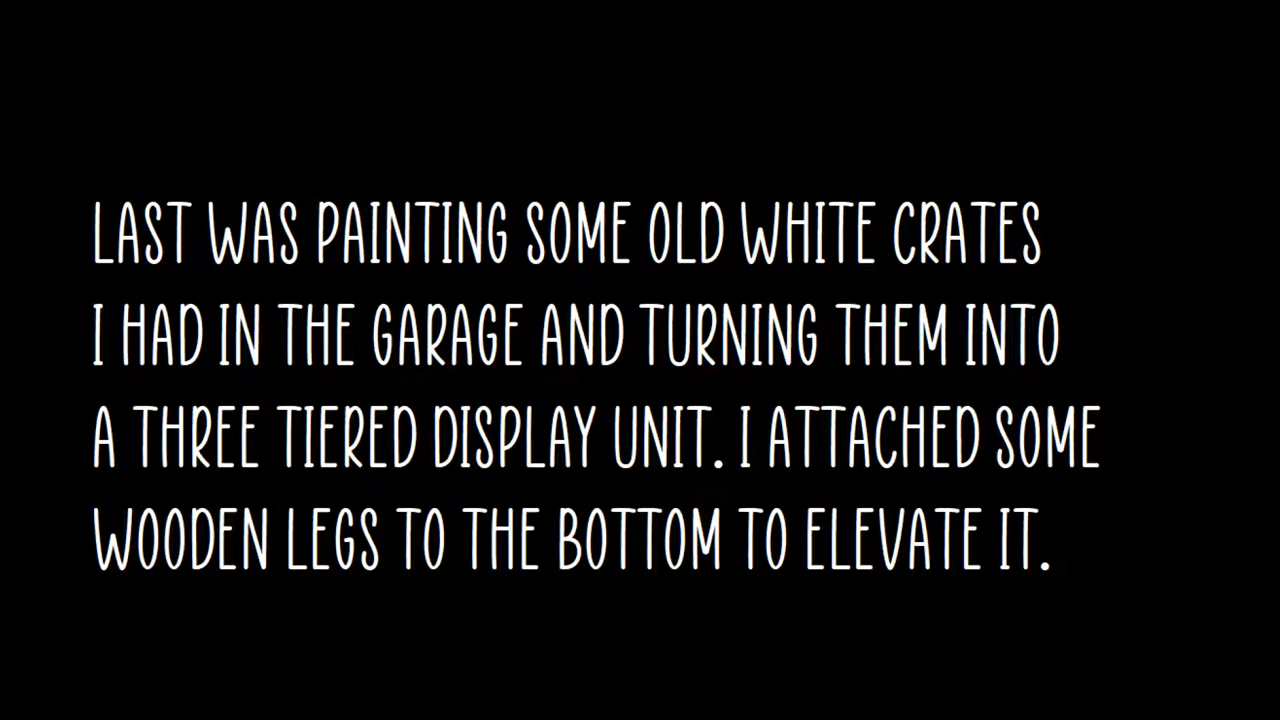 LAST WAS PAINTING SOME OLD WHITE CRATES
I HAD IN THE GARAGE AND TURNING THEM INTO
A THREE TIERED DISPLAY UNIT. I ATTACHED SOME
WOODEN LEGS TO THE BOTTOM TO ELEVATE IT.